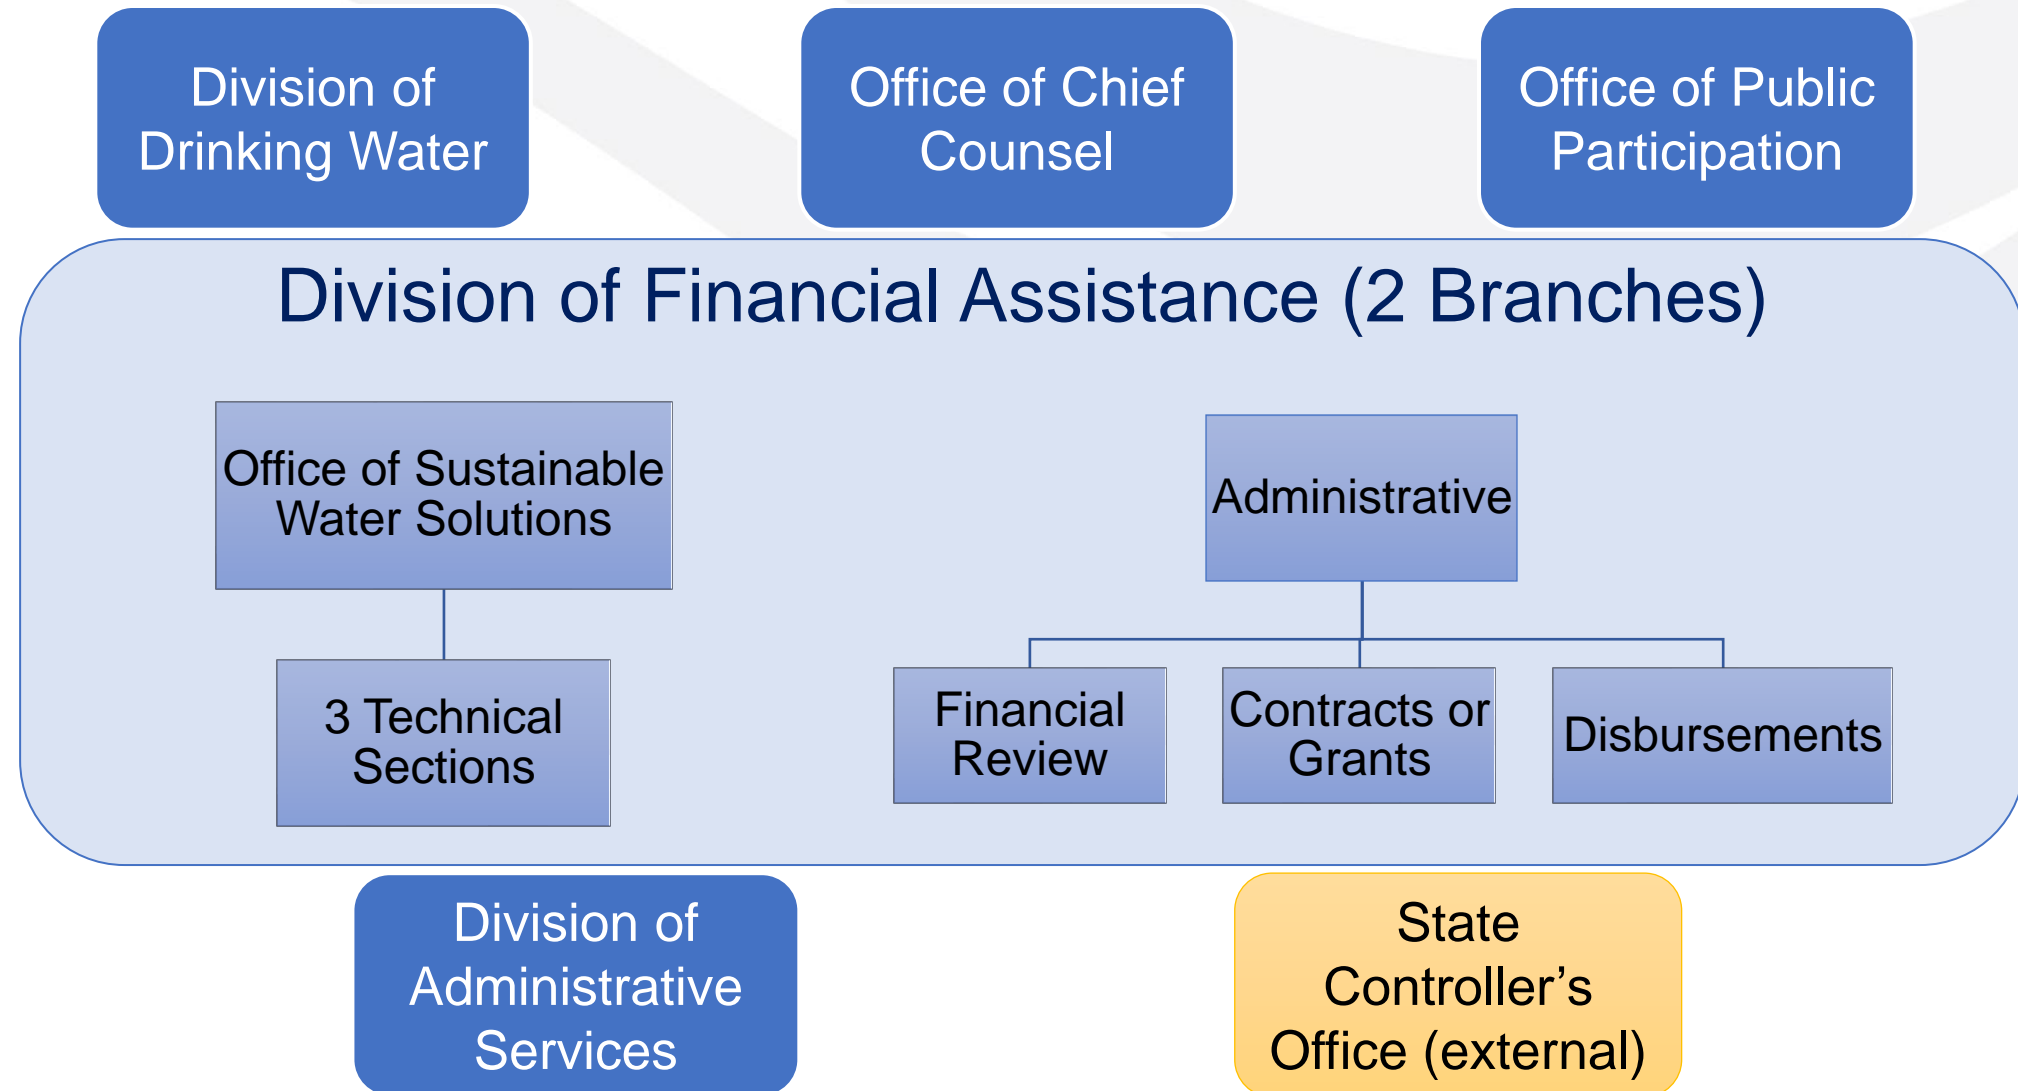 Division of
Drinking Water
Office of Chief
Counsel
Office of Public
Participation
Division of Financial Assistance (2 Branches)
Office of Sustainable
Water Solutions
3 Technical
Sections
Administrative
Financial
Review
Contracts or
Grants
Disbursements
Division of
Administrative
Services
State
Controller’s
Office (external)